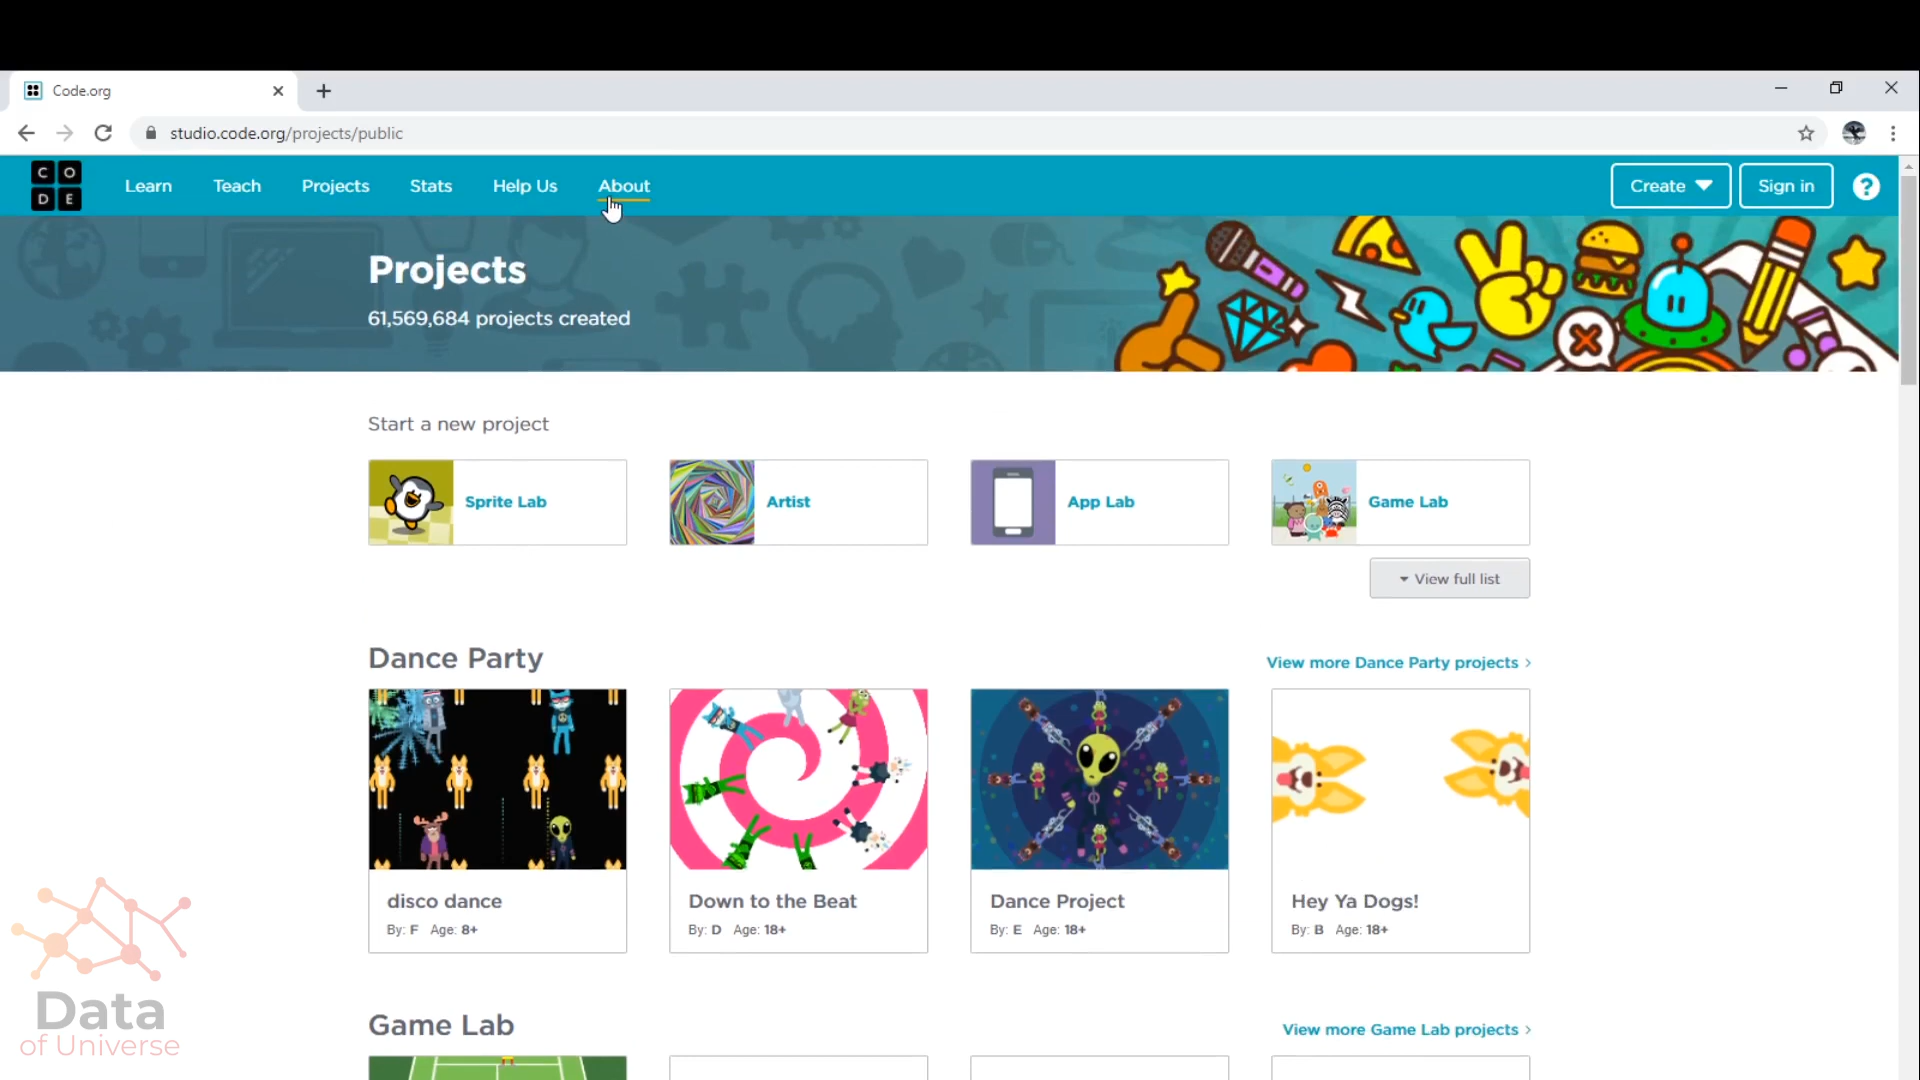 Code.org
studio.code.org/projects/public
C O
D E
Learn
Teach
Projects
Stats
Help Us
About
Create
Sign in
?
Projects
61,569,684 projects created
Start a new project
Sprite Lab
Artist
App Lab
Game Lab
View full list
Dance Party
View more Dance Party projects >
disco dance
By: F Age: 8+
Down to the Beat
By: D Age: 18+
Dance Project
By: E Age: 18+
Hey Ya Dogs!
By: B Age: 18+
Game Lab
View more Game Lab projects >
Data
of Universe